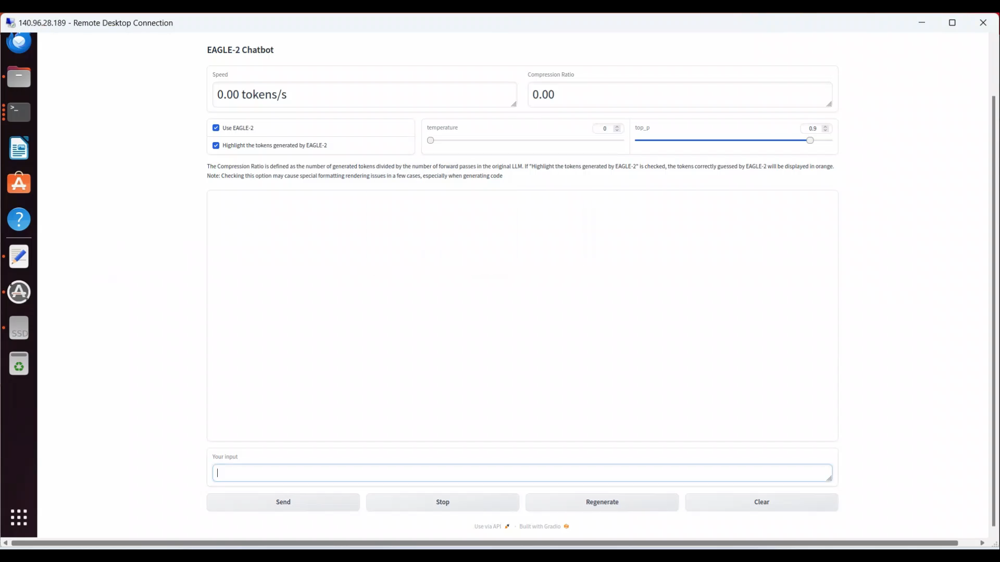 140.96.28.189 - Remote Desktop Connection
EAGLE-2 Chatbot
Speed
Compression Ratio
0.00 tokens/s
0.00
Use EAGLE-2
temperature
0
top_p
0.9
Highlight the tokens generated by EAGLE-2
The Compression Ratio is defined as the number of generated tokens divided by the number of forward passes in the original LLM. If "Highlight the tokens generated by EAGLE-2" is checked, the tokens correctly guessed by EAGLE-2 will be displayed in orange.
Note: Checking this option may cause special formatting rendering issues in a few cases, especially when generating code
SSD
Your input
Send
Stop
Regenerate
Clear
Use via API · Built with Gradio